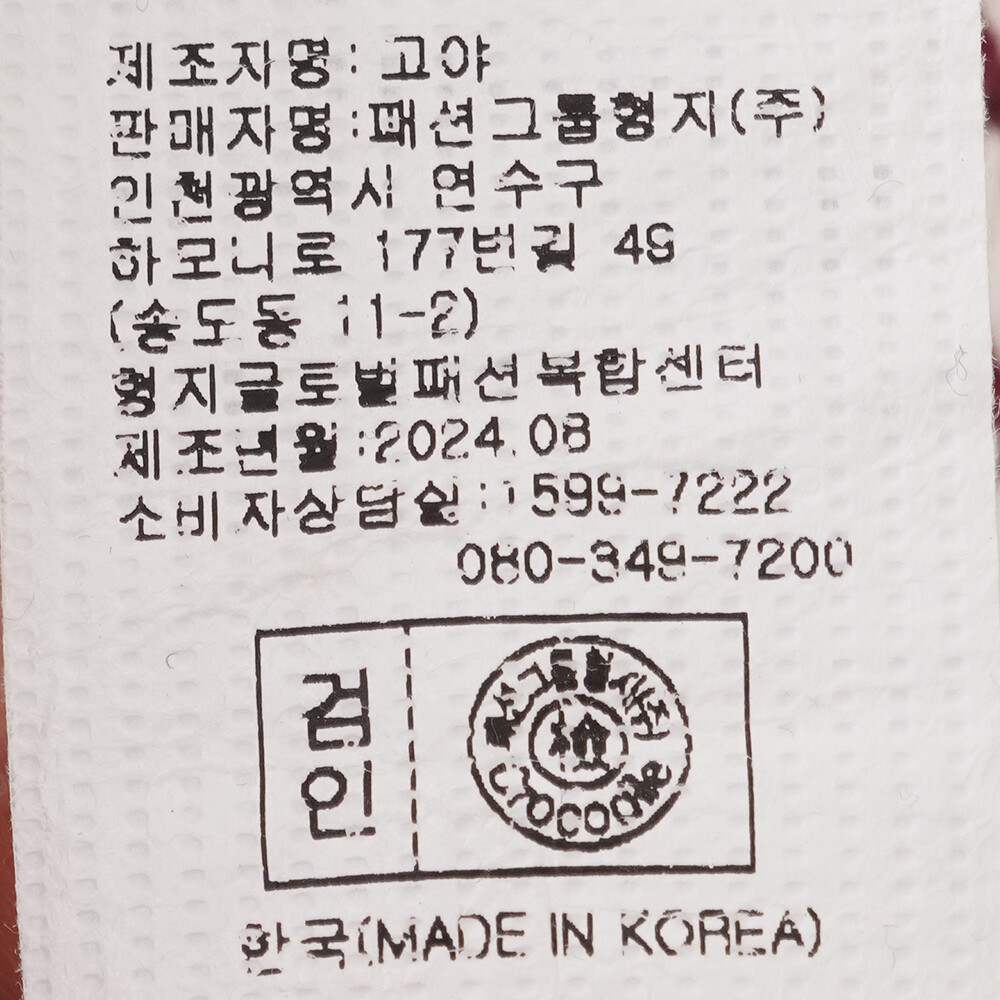 제조자명: 고야
판매자명:패션그룹형지(주)
인천광역시 연수구
하모니로 177번길 49
(송도동 11-2)
형지글로벌패션복합센터
제조년월:2024.08
소비자상담실:1599-7222
080-349-7200
검인
Crocodile
한국(MADE IN KOREA)